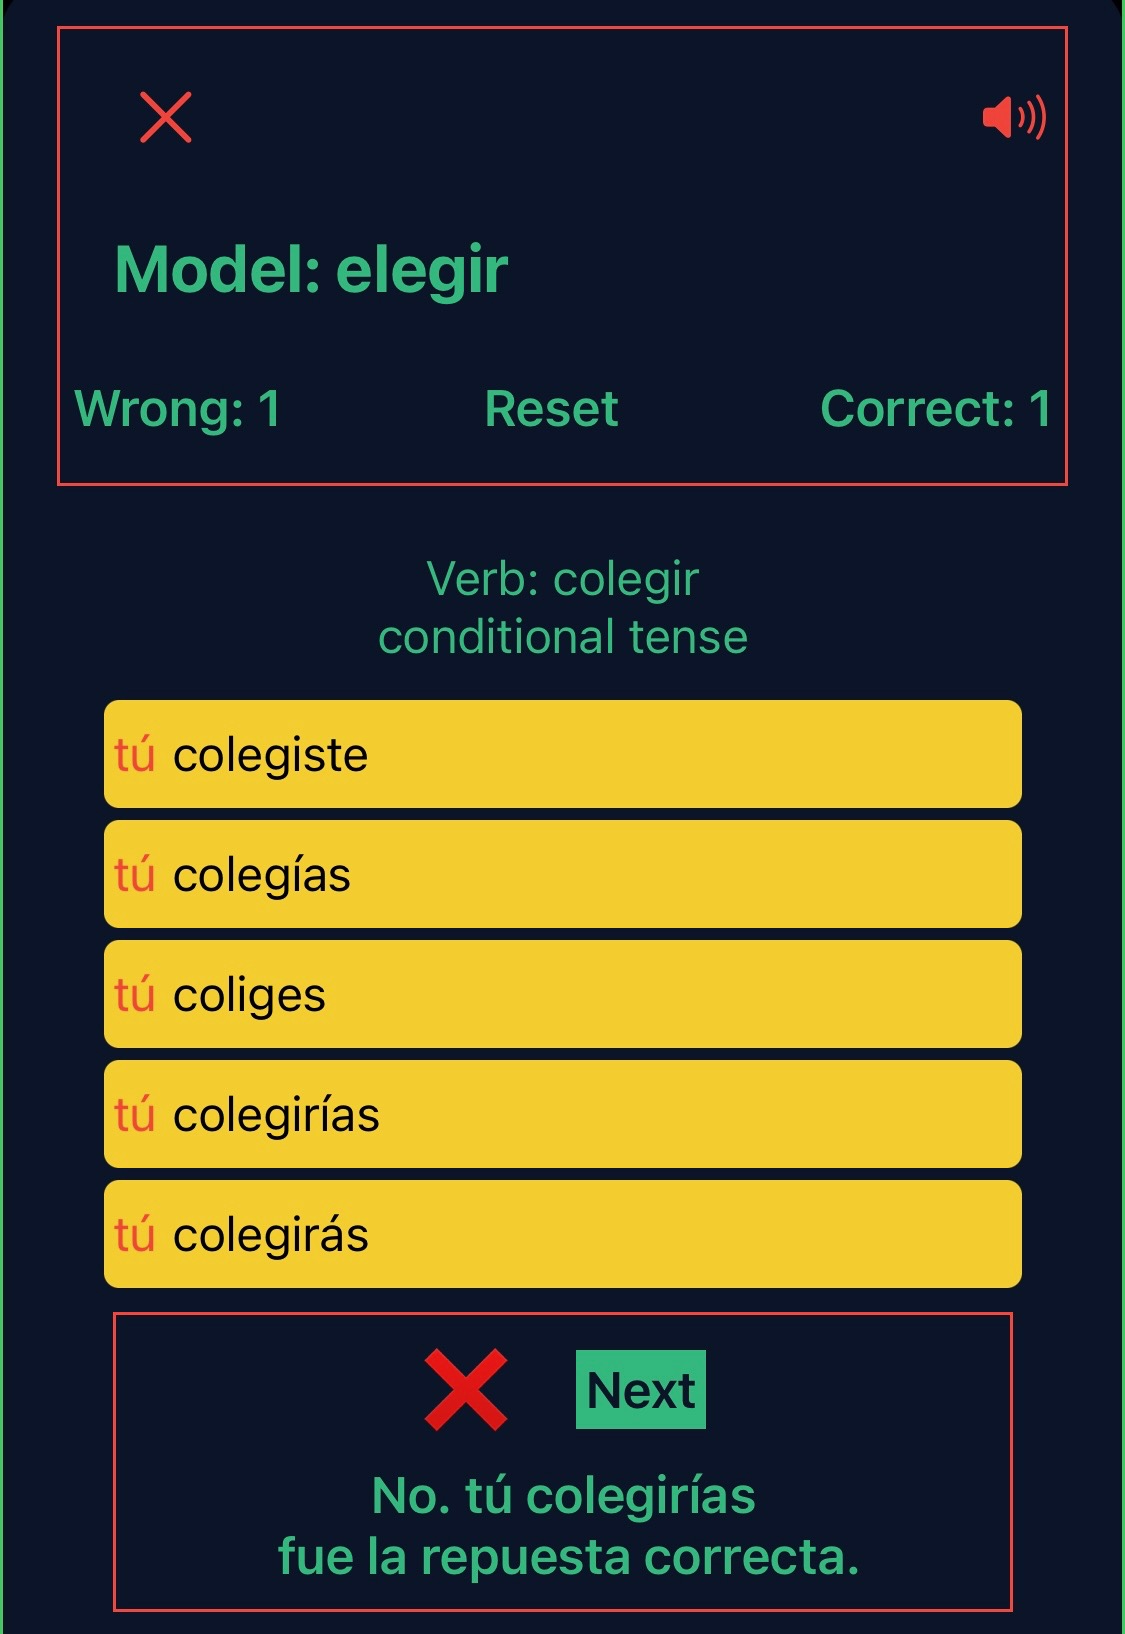 Model: elegir
Wrong: 1 Reset Correct: 1
Verb: colegir
conditional tense
tú colegiste
tú colegías
tú coliges
tú colegirías
tú colegirás
Next
No. tú colegirías
fue la repuesta correcta.